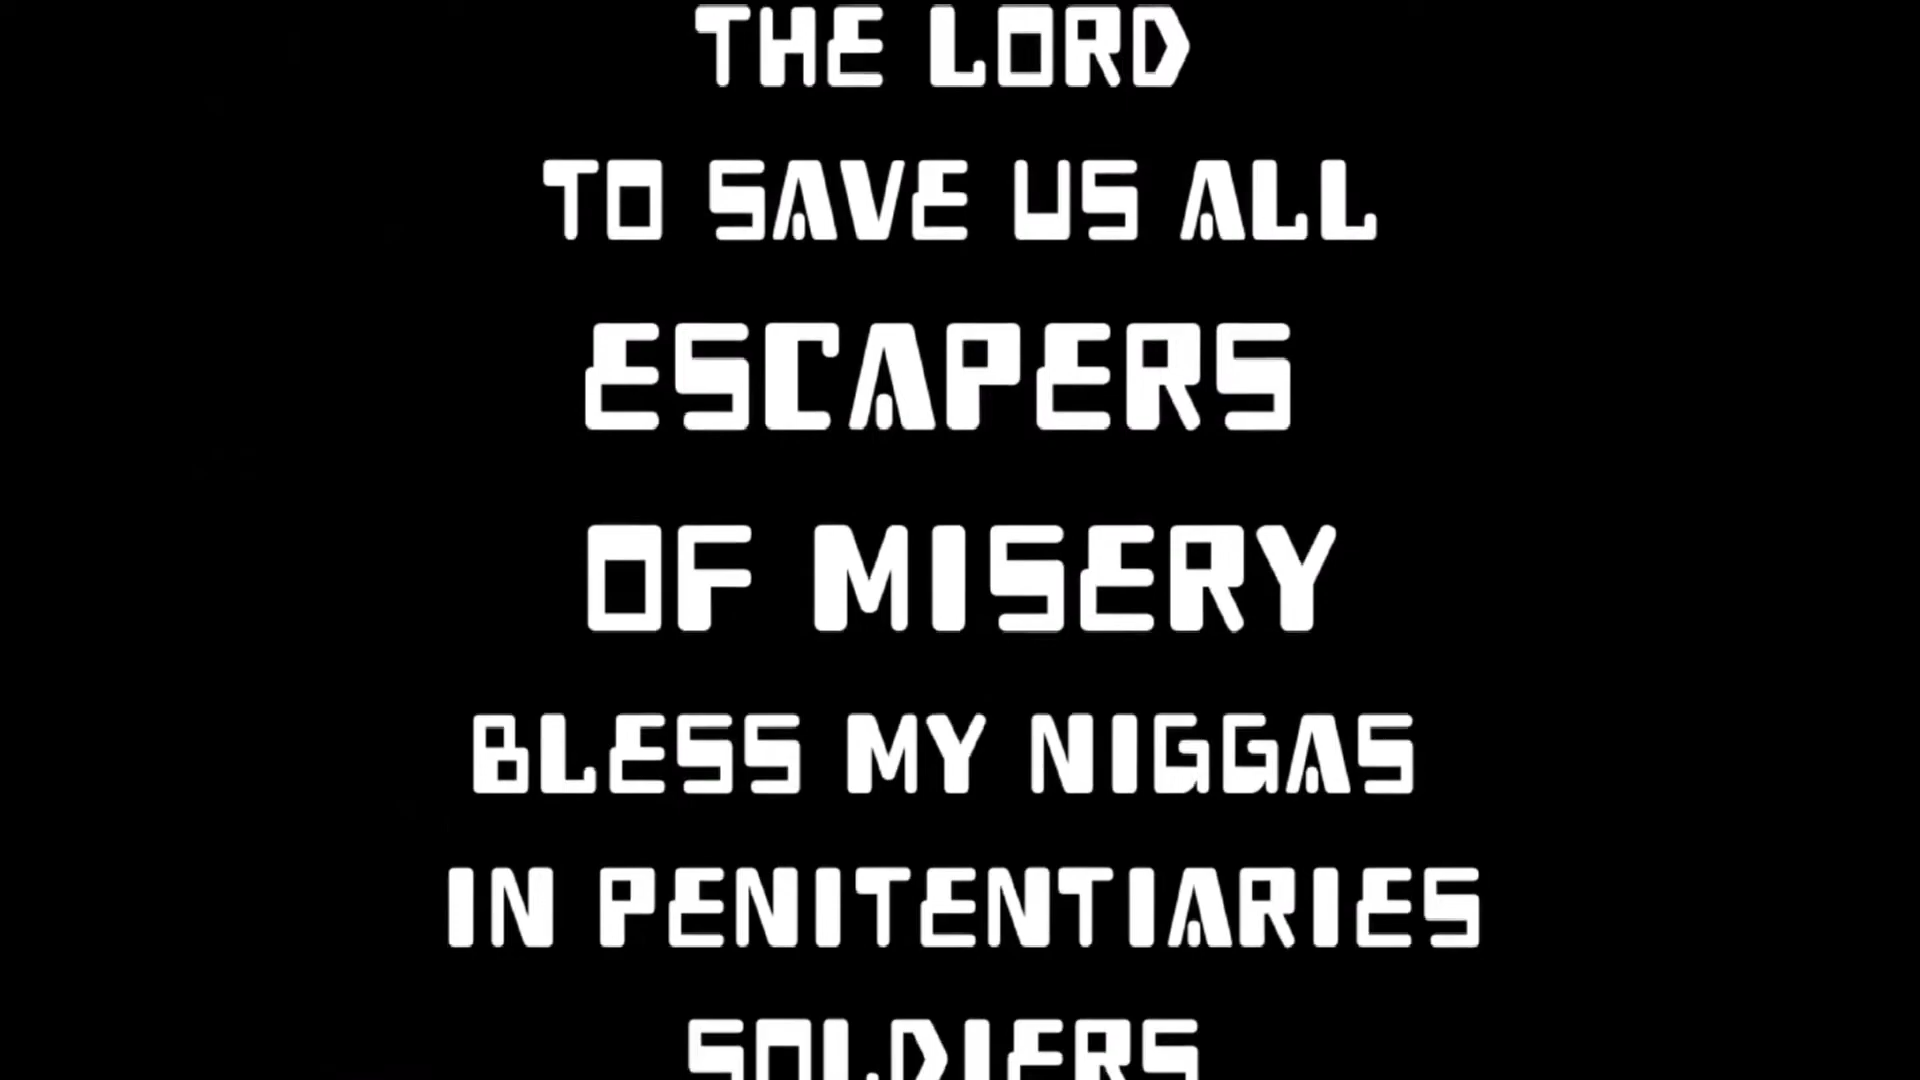 THE LORD
TO SAVE US ALL
ESCAPERS
OF MISERY
BLESS MY NIGGAS
IN PENITENTIARIES
SOLDIERS